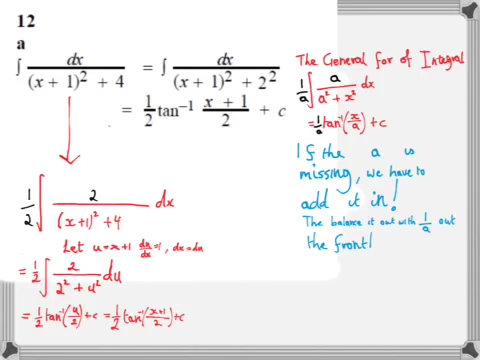 12
a
∫ dx / ((x + 1)² + 4) = ∫ dx / ((x + 1)² + 2²)
= 1/2 tan⁻¹ (x + 1)/2 + c
1/2 ∫ 2 / ((x+1)² + 4) dx
Let u = x+1 du/dx = 1, dx = du
= 1/2 ∫ 2 / (2² + u²) du
= 1/2 tan⁻¹(u/2) + c = 1/2 tan⁻¹((x+1)/2) + c
The General for of Integral
1/a ∫ a / (a² + x²) dx
= 1/a tan⁻¹(x/a) + c
If the a is
missing, we have to
add it in!
The balance it out with 1/a out
the front!